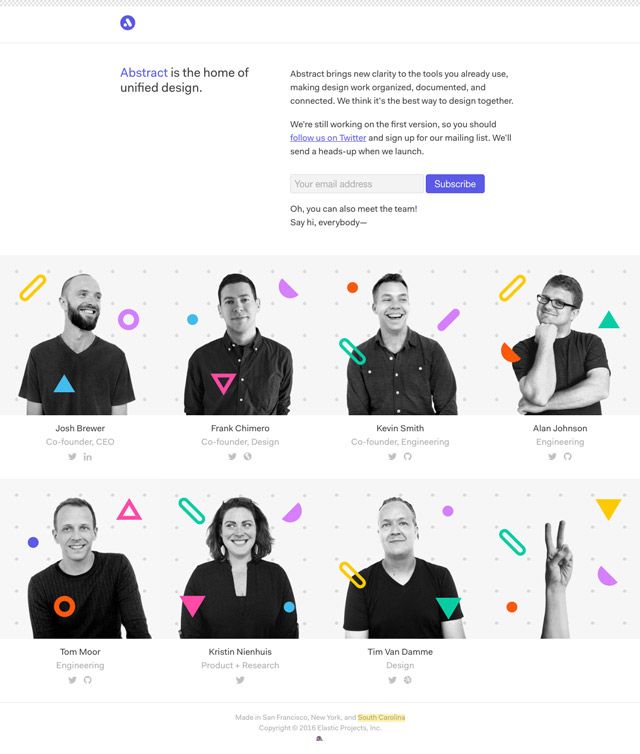 Abstract is the home of
unified design.
Abstract brings new clarity to the tools you already use,
making design work organized, documented, and
connected. We think it's the best way to design together.
We're still working on the first version, so you should
follow us on Twitter and sign up for our mailing list. We'll
send a heads-up when we launch.
Your email address
Subscribe
Oh, you can also meet the team!
Say hi, everybody—
Josh Brewer
Co-founder, CEO
Frank Chimero
Co-founder, Design
Kevin Smith
Co-founder, Engineering
Alan Johnson
Engineering
Tom Moor
Engineering
Kristin Nienhuis
Product + Research
Tim Van Damme
Design
Made in San Francisco, New York, and South Carolina
Copyright © 2016 Elastic Projects, Inc.